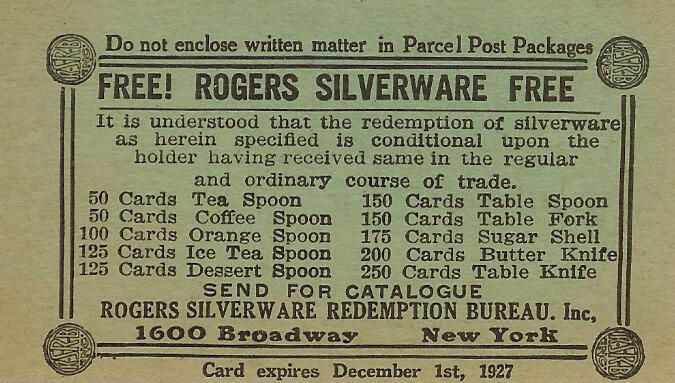 Do not enclose written matter in Parcel Post Packages
FREE! ROGERS SILVERWARE FREE
It is understood that the redemption of silverware
as herein specified is conditional upon the
holder having received same in the regular
and ordinary course of trade.
50 Cards Tea Spoon
50 Cards Coffee Spoon
100 Cards Orange Spoon
125 Cards Ice Tea Spoon
125 Cards Dessert Spoon
150 Cards Table Spoon
150 Cards Table Fork
175 Cards Sugar Shell
200 Cards Butter Knife
250 Cards Table Knife
SEND FOR CATALOGUE
ROGERS SILVERWARE REDEMPTION BUREAU. Inc,
1600 Broadway New York
Card expires December 1st, 1927